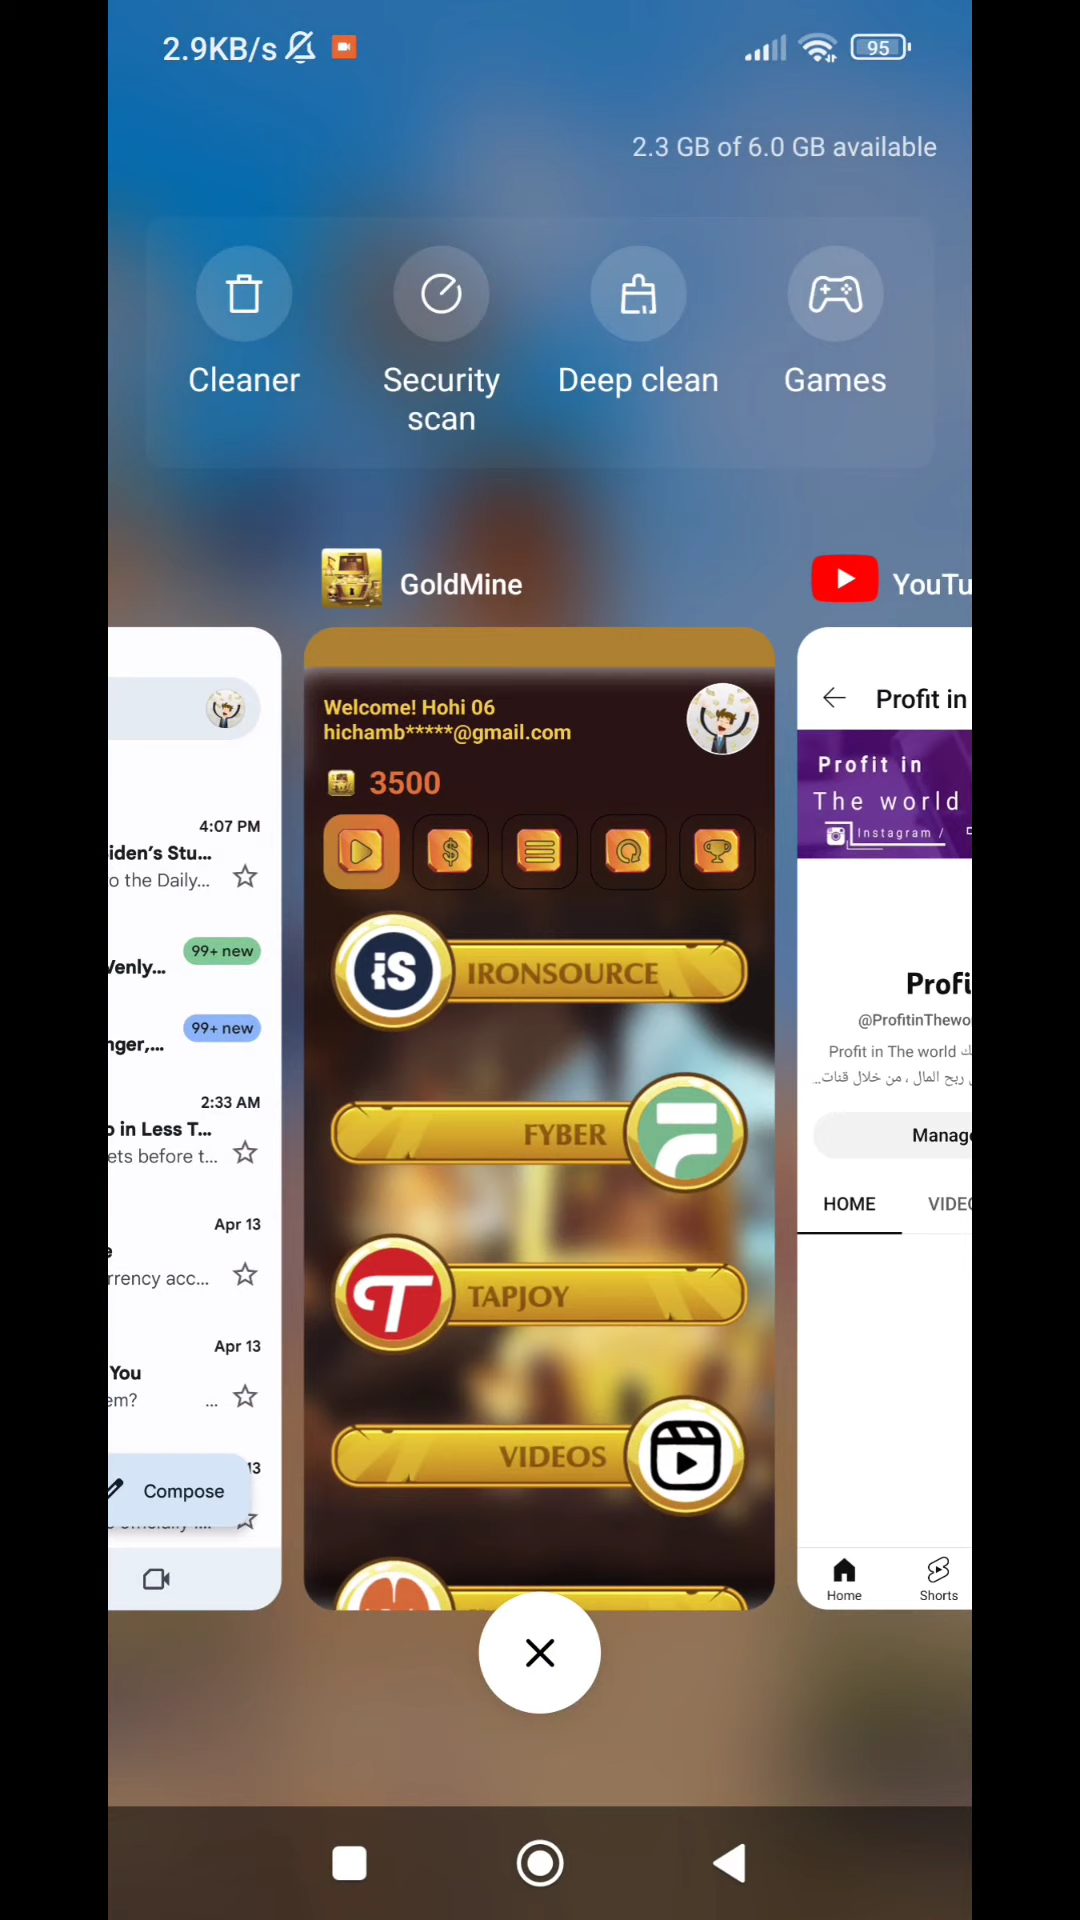 2.9KB/s
95
2.3 GB of 6.0 GB available
Cleaner
Security
scan
Deep clean
Games
GoldMine
YouTu
4:07 PM
iden's Stu...
o the Daily...
99+ new
Venly...
99+ new
nger,...
2:33 AM
o in Less T...
ets before t...
Apr 13
rrency acc...
Apr 13
You
em?
...
13
Compose
Welcome! Hohi 06
hichamb*****@gmail.com
3500
iS
IRONSOURCE
FYBER
TAPJOY
VIDEOS
Profit in
Profit in
The world
Instagram /
Profi
@ProfitinThewo
Profit in The world
ربح المال ، من خلال قنات..
Manage
HOME
VIDE
Home
Shorts